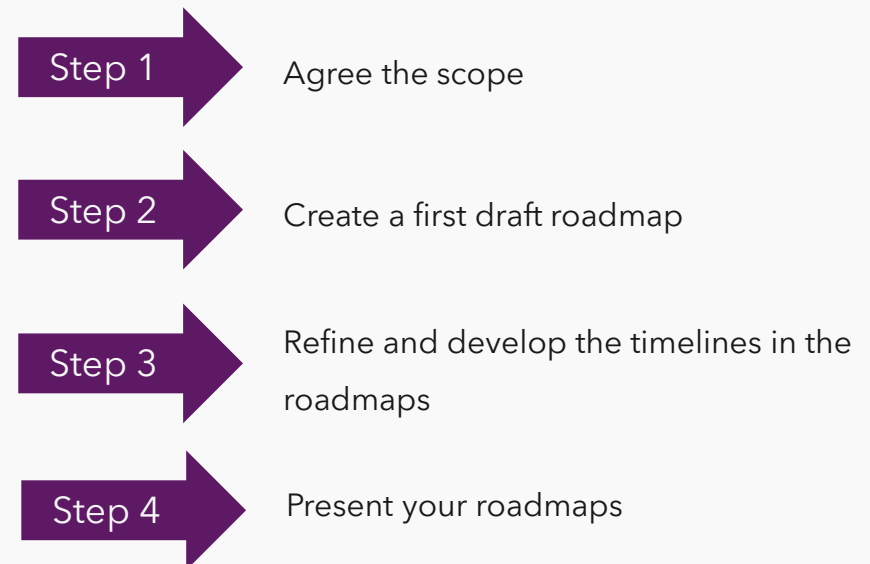 Step 1
Agree the scope
Step 2
Create a first draft roadmap
Step 3
Refine and develop the timelines in the
roadmaps
Step 4
Present your roadmaps